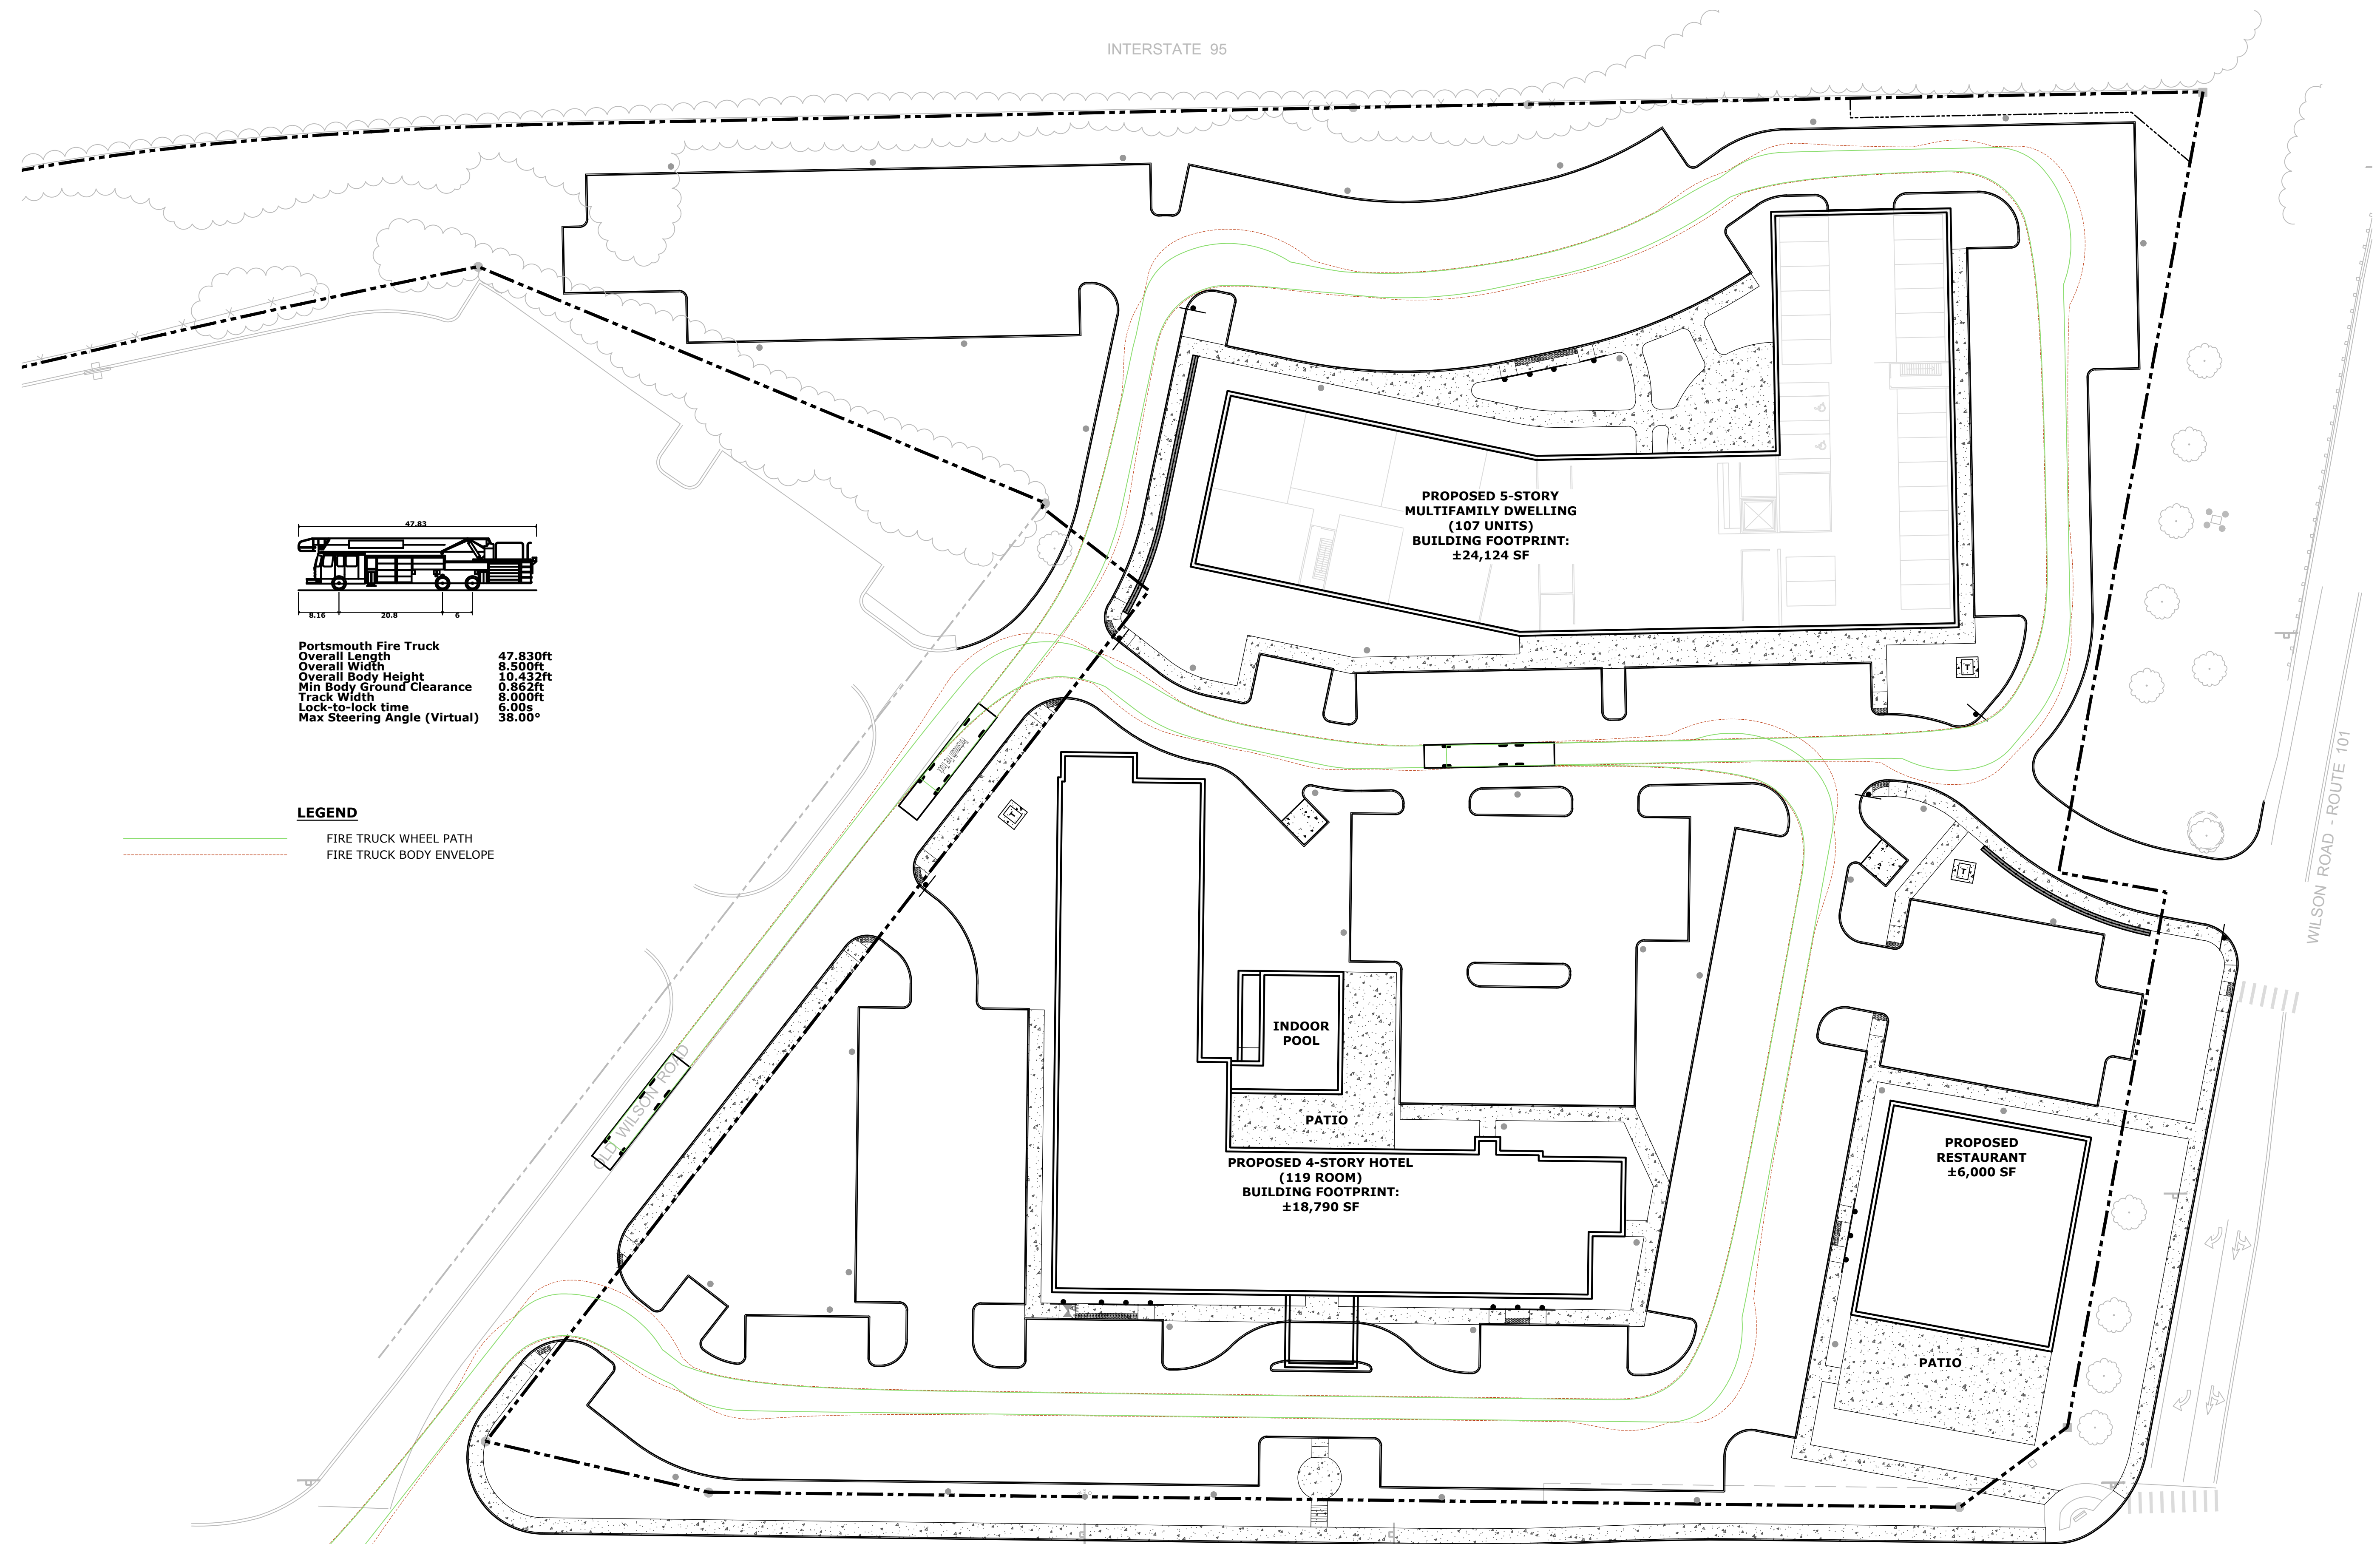 INTERSTATE 95
PROPOSED 5-STORY
MULTIFAMILY DWELLING
(107 UNITS)
BUILDING FOOTPRINT:
±24,124 SF
47.83
8.16
20.8
6
Portsmouth Fire Truck
Overall Length 47.830ft
Overall Width 8.500ft
Overall Body Height 10.432ft
Min Body Ground Clearance 0.862ft
Track Width 8.000ft
Lock-to-lock time 6.00s
Max Steering Angle (Virtual) 38.00°
T
Portsmouth Fire Truck
WILSON ROAD - ROUTE 101
LEGEND
FIRE TRUCK WHEEL PATH
FIRE TRUCK BODY ENVELOPE
T
T
INDOOR
POOL
OLD WILSON ROAD
PATIO
PROPOSED 4-STORY HOTEL
(119 ROOM)
BUILDING FOOTPRINT:
±18,790 SF
PROPOSED
RESTAURANT
±6,000 SF
PATIO